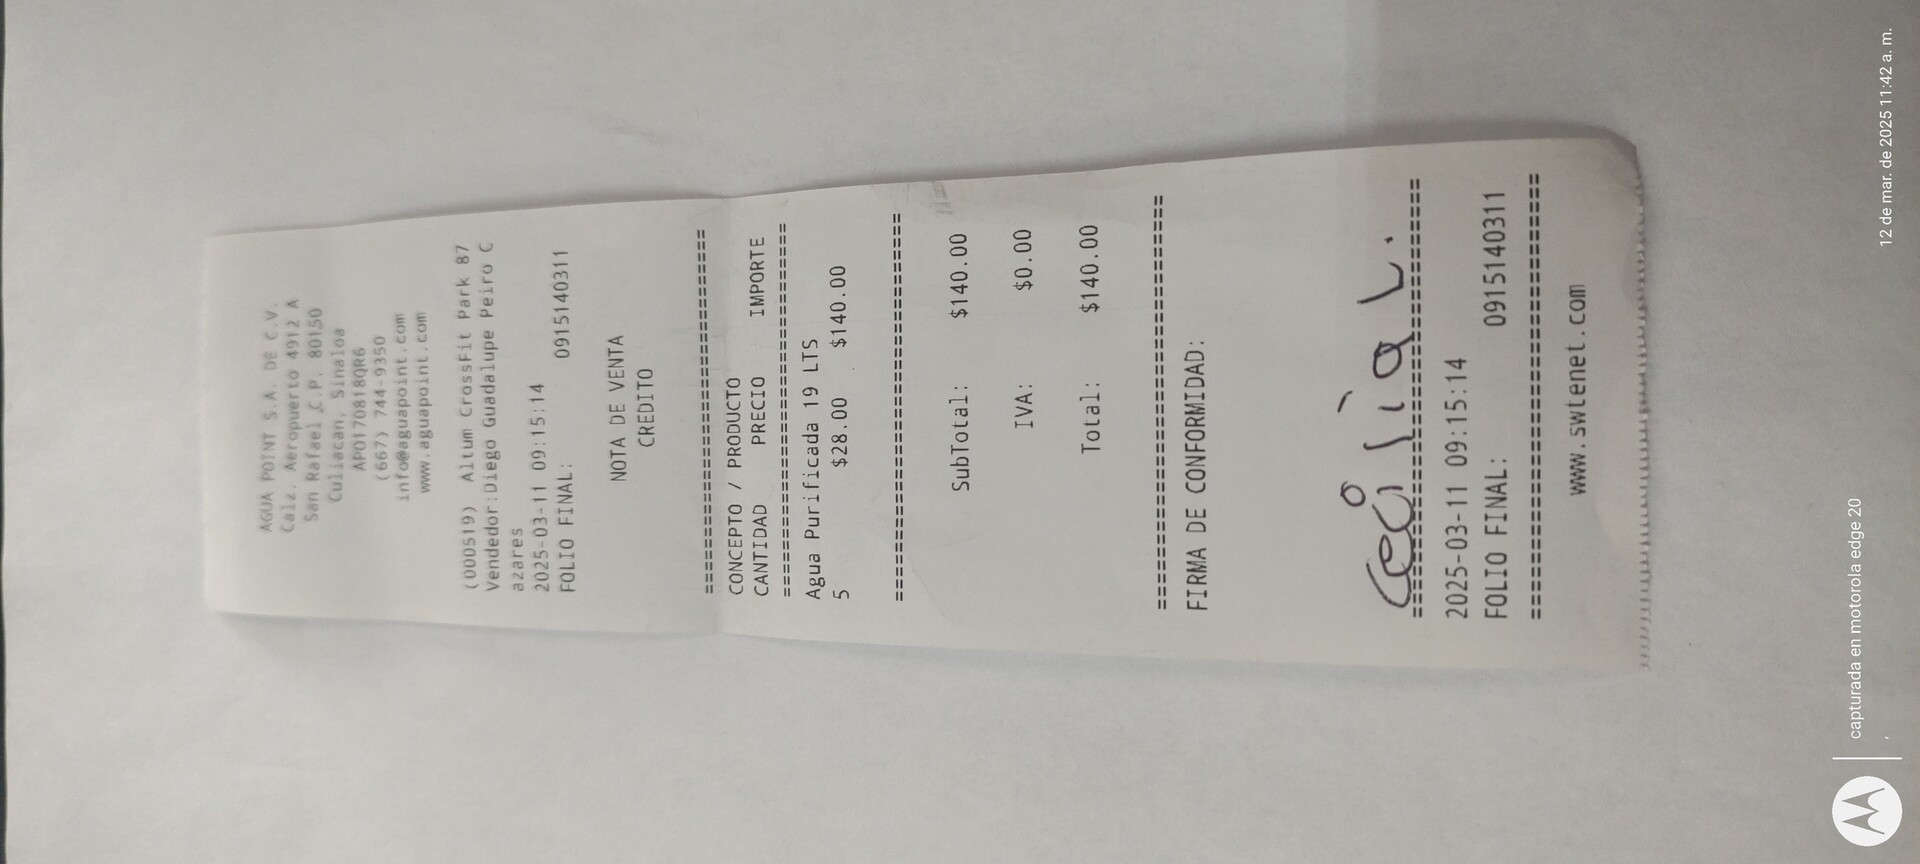 AGUA POINT S.A. DE C.V.
Calz. Aeropuerto 4912 A
San Rafael C.P. 80150
Culiacan, Sinaloa
APO170818QR6
(667) 744-9350
info@aguapoint.com
www.aguapoint.com
(000519) Altum CrossFit Park 87
Vendedor:Diego Guadalupe Peiro C
azares
2025-03-11 09:15:14
FOLIO FINAL: 0915140311
NOTA DE VENTA
CREDITO
================================
CONCEPTO / PRODUCTO
CANTIDAD PRECIO IMPORTE
================================
Agua Purificada 19 LTS
5 $28.00 $140.00
================================
SubTotal: $140.00
IVA: $0.00
Total: $140.00
================================
FIRMA DE CONFORMIDAD:
Cecilia L.
================================
2025-03-11 09:15:14
FOLIO FINAL: 0915140311
================================
www.swtenet.com
capturada en motorola edge 20
,
12 de mar. de 2025 11:42 a. m.